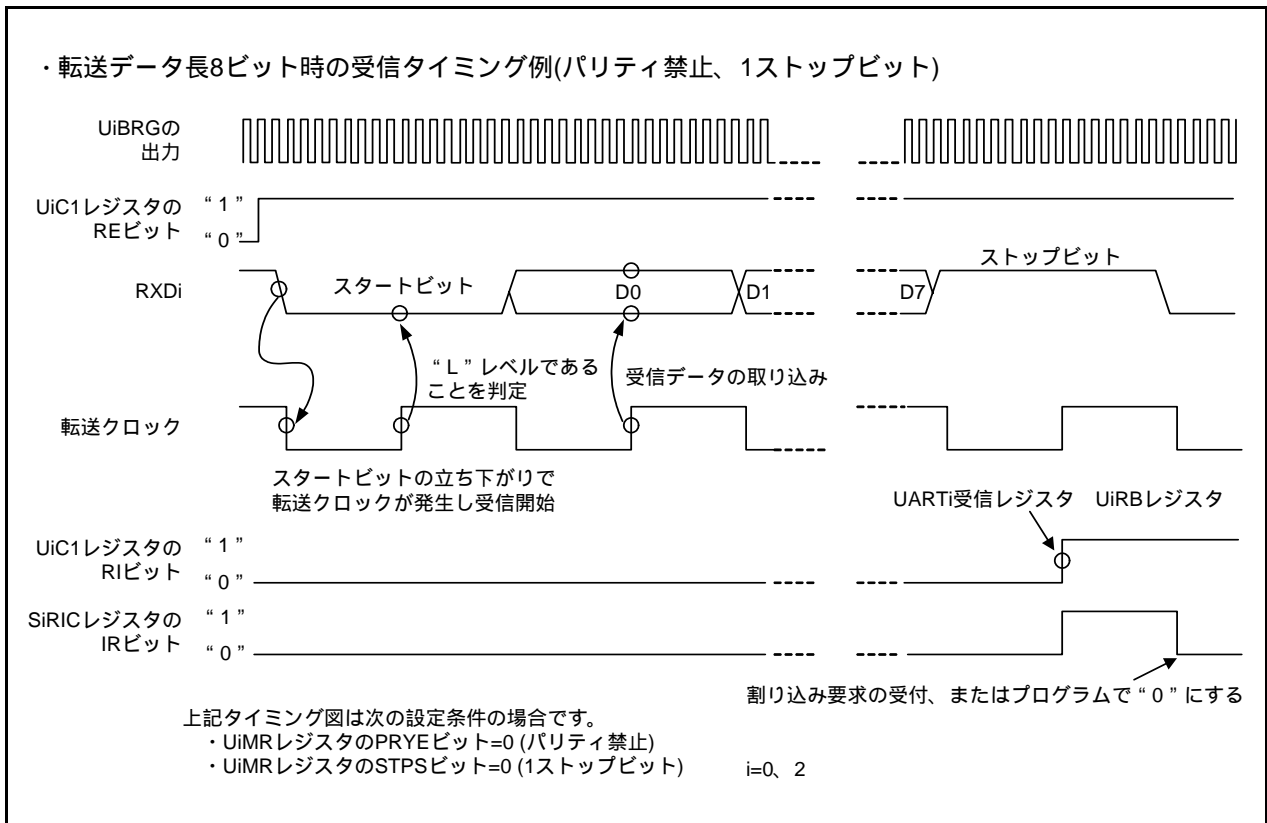 ・転送データ長8ビット時の受信タイミング例(パリティ禁止、1ストップビット)
UiBRGの
出力
UiC1レジスタの
REビット
“ 1 ”
“ 0 ”
RXDi
スタートビット
D0
D1
D7
ストップビット
“ L ” レベルである
ことを判定
受信データの取り込み
転送クロック
スタートビットの立ち下がりで
転送クロックが発生し受信開始
UARTi受信レジスタ UiRBレジスタ
UiC1レジスタの
RIビット
“ 1 ”
“ 0 ”
SiRICレジスタの
IRビット
“ 1 ”
“ 0 ”
割り込み要求の受付、またはプログラムで “ 0 ” にする
上記タイミング図は次の設定条件の場合です。
・UiMRレジスタのPRYEビット=0 (パリティ禁止)
・UiMRレジスタのSTPSビット=0 (1ストップビット)
i=0、2